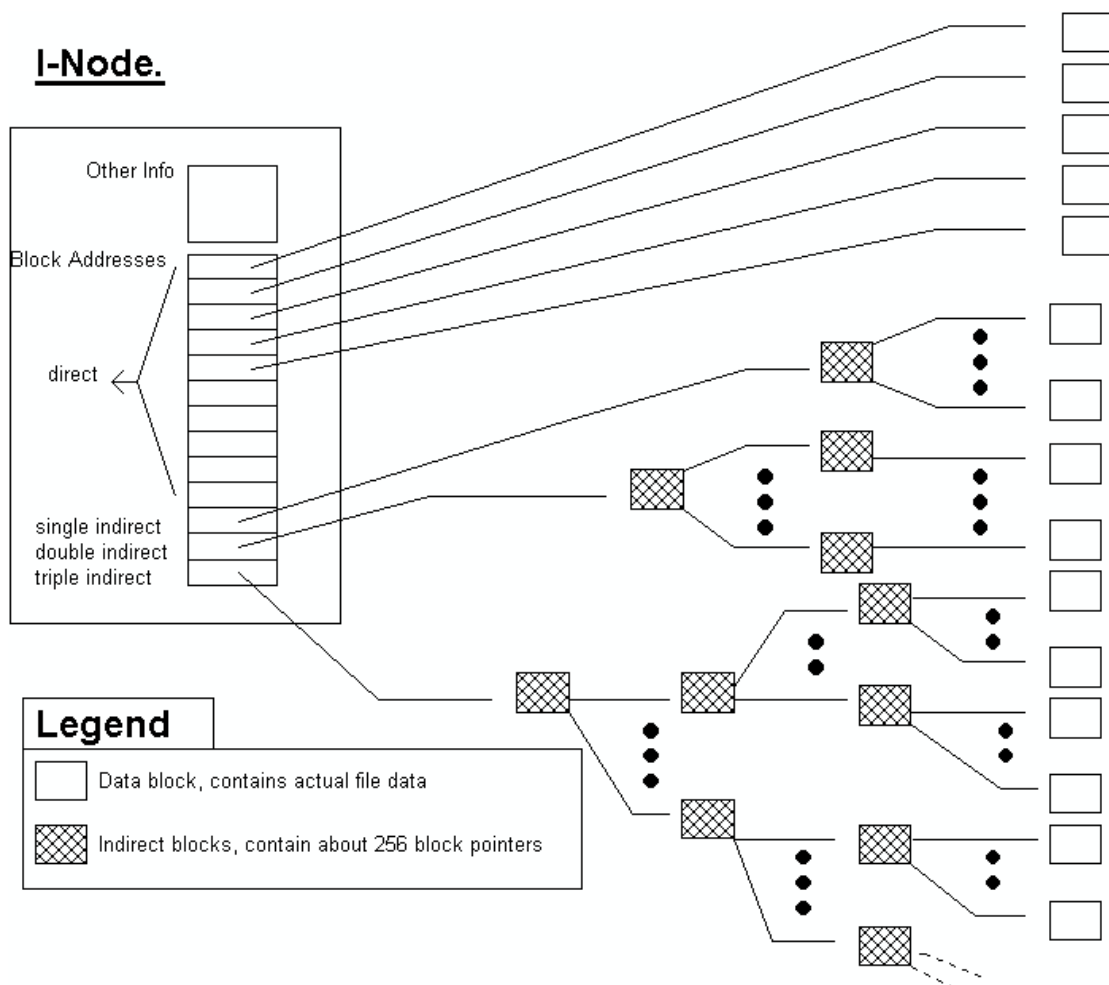 I-Node.
Other Info
Block Addresses
direct
single indirect
double indirect
triple indirect
Legend
Data block, contains actual file data
Indirect blocks, contain about 256 block pointers